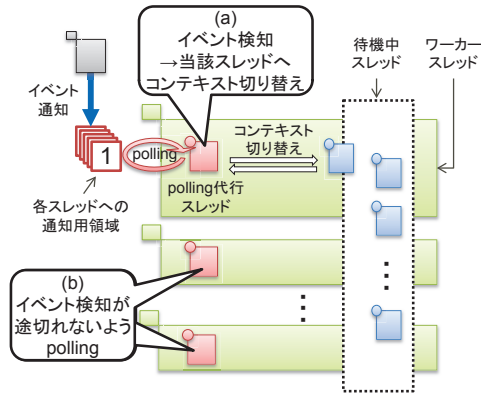 (a)
イベント検知
→当該スレッドへ
コンテキスト切り替え
待機中
スレッド
ワーカー
スレッド
イベント
通知
1
polling
コンテキスト
切り替え
polling代行
スレッド
各スレッドへの
通知用領域
(b)
イベント検知が
途切れないよう
polling